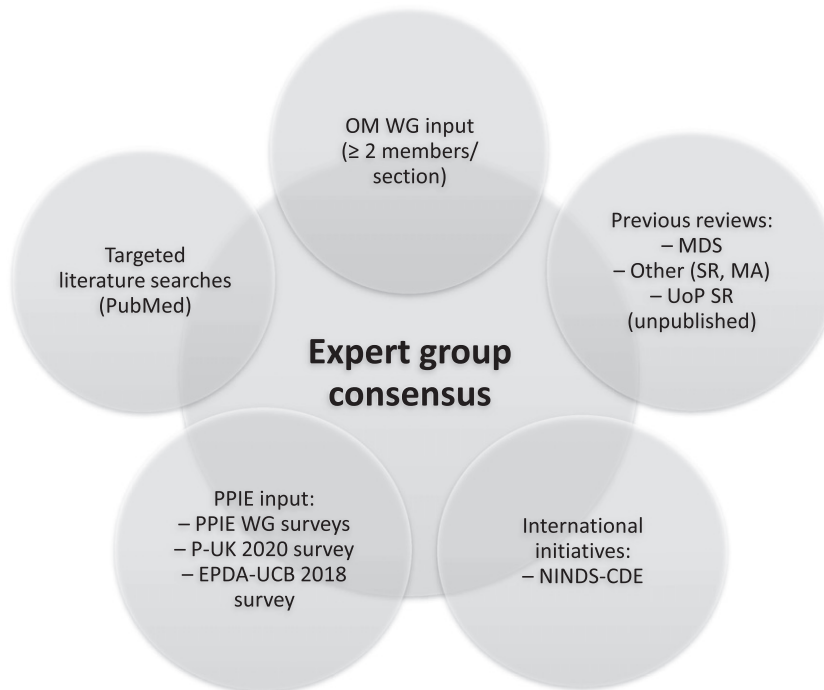 OM WG input
(≥ 2 members/
section)
Targeted
literature searches
(PubMed)
Previous reviews:
– MDS
– Other (SR, MA)
– UoP SR
(unpublished)
Expert group
consensus
PPIE input:
– PPIE WG surveys
– P-UK 2020 survey
– EPDA-UCB 2018
survey
International
initiatives:
– NINDS-CDE